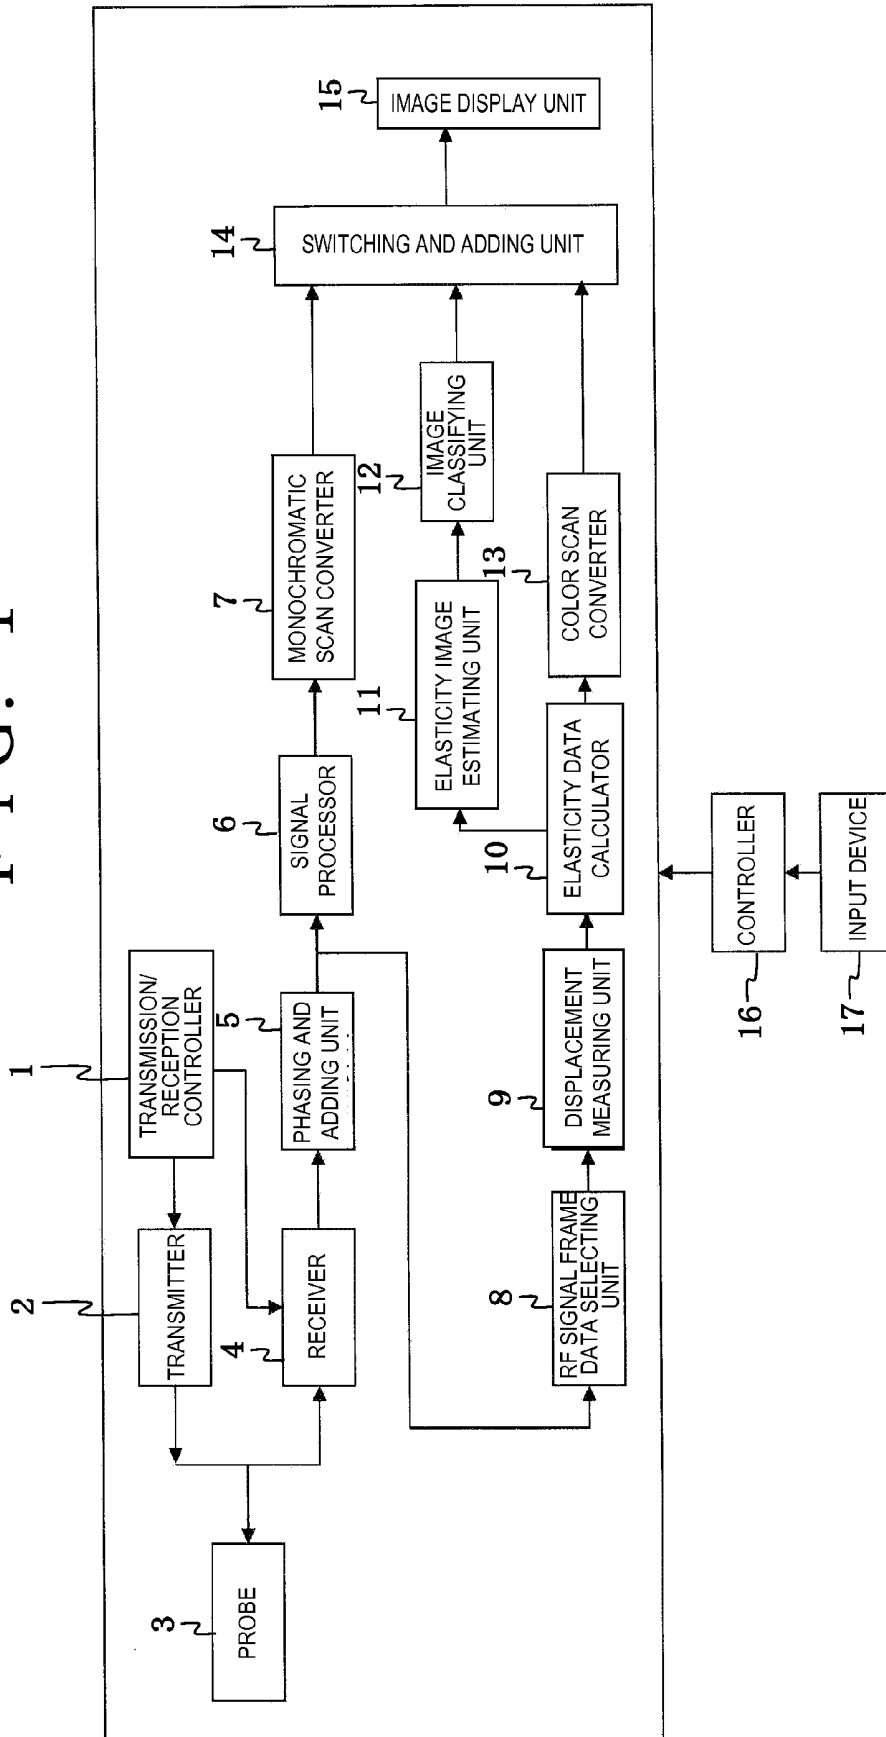 FIG. 1
1
TRANSMISSION/
RECEPTION
CONTROLLER
2
TRANSMITTER
3
PROBE
4
RECEIVER
5
PHASING AND
ADDING UNIT
6
SIGNAL
PROCESSOR
7
MONOCHROMATIC
SCAN CONVERTER
8
RF SIGNAL FRAME
DATA SELECTING
UNIT
9
DISPLACEMENT
MEASURING UNIT
10
ELASTICITY DATA
CALCULATOR
11
ELASTICITY IMAGE
ESTIMATING UNIT
12
IMAGE
CLASSIFYING
UNIT
13
COLOR SCAN
CONVERTER
14
SWITCHING AND ADDING UNIT
15
IMAGE DISPLAY UNIT
16
CONTROLLER
17
INPUT DEVICE